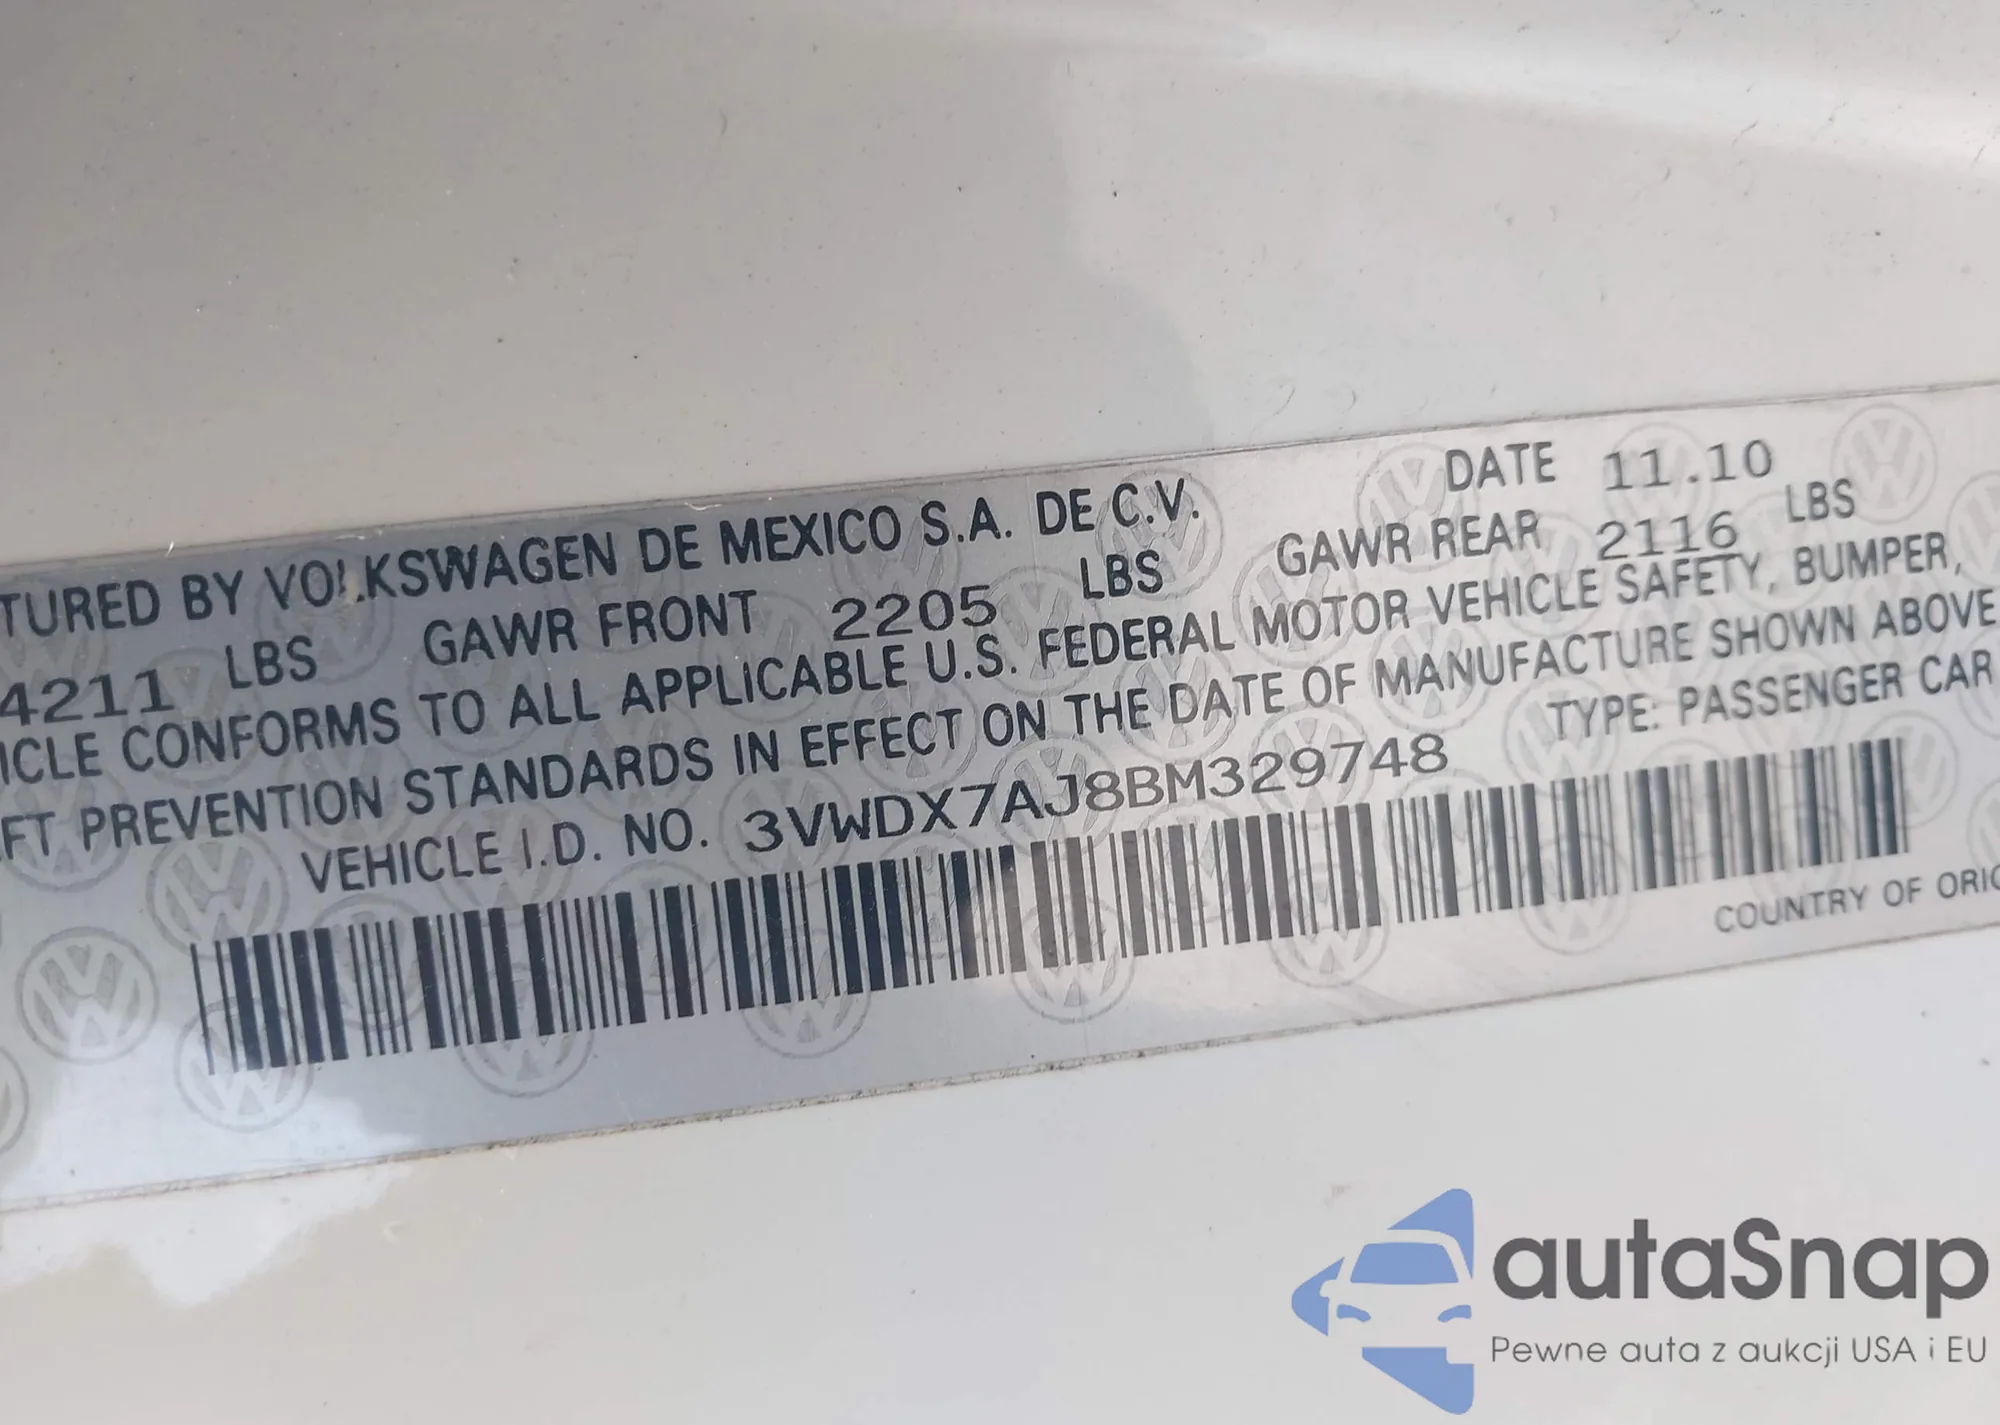 TURED BY VOLKSWAGEN DE MEXICO S.A. DE C.V. DATE 11.10
4211 LBS GAWR FRONT 2205 LBS GAWR REAR 2116 LBS
ICLE CONFORMS TO ALL APPLICABLE U.S. FEDERAL MOTOR VEHICLE SAFETY, BUMPER,
FT PREVENTION STANDARDS IN EFFECT ON THE DATE OF MANUFACTURE SHOWN ABOVE
VEHICLE I.D. NO. 3VWDX7AJ8BM329748 TYPE: PASSENGER CAR
COUNTRY OF ORIG
autaSnap
Pewne auta z aukcji USA i EU